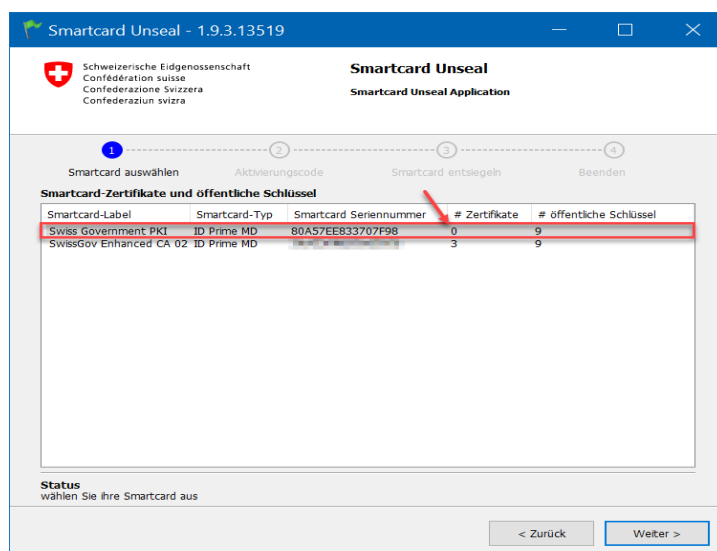 Smartcard Unseal - 1.9.3.13519
Schweizerische Eidgenossenschaft
Confédération suisse
Confederazione Svizzera
Confederaziun svizra
Smartcard Unseal
Smartcard Unseal Application
1 2 3 4
Smartcard auswählen Aktivierungscode Smartcard entsiegeln Beenden
Smartcard-Zertifikate und öffentliche Schlüssel
Smartcard-Label Smartcard-Typ Smartcard Seriennummer # Zertifikate # öffentliche Schlüssel
Swiss Government PKI ID Prime MD 80A57EE833707F98 0 9
SwissGov Enhanced CA 02 ID Prime MD 3 9
Status
wählen Sie ihre Smartcard aus
< Zurück Weiter >